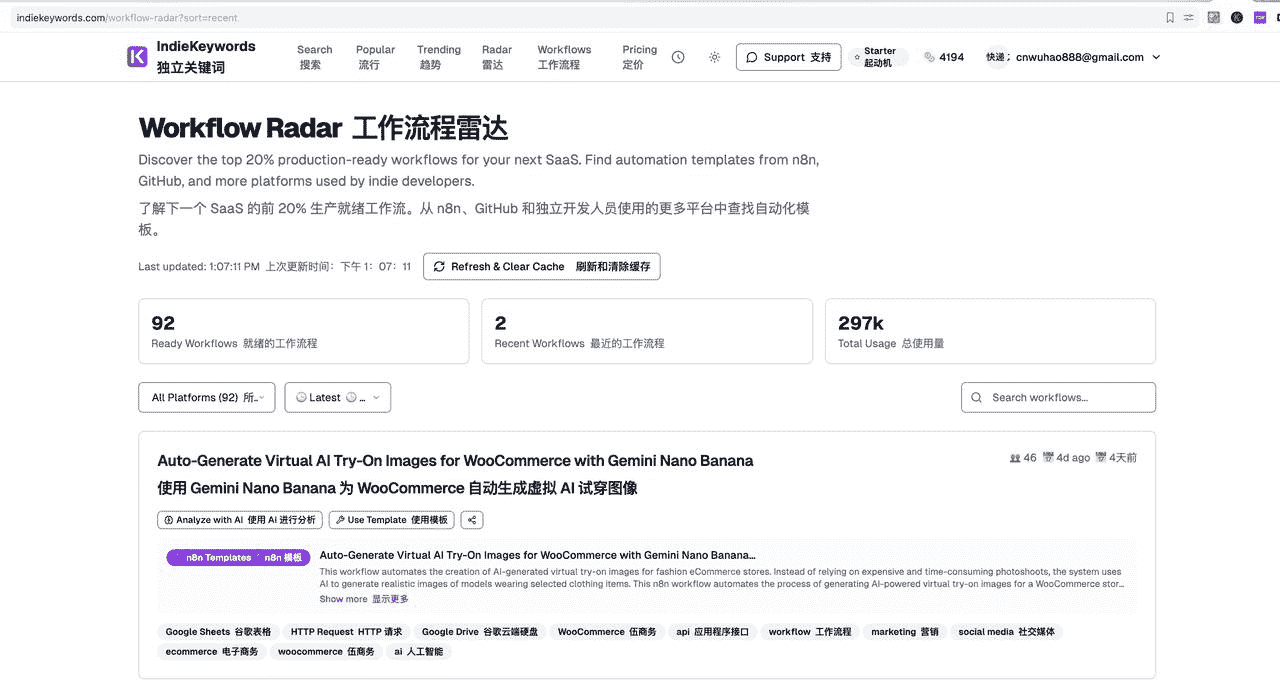 indiekeywords.com/workflow-radar?sort=recent
IndieKeywords
独立关键词
Search
搜索
Popular
流行
Trending
趋势
Radar
雷达
Workflows
工作流程
Pricing
定价
Support 支持
Starter
起动机
4194
快递
cnwuhao888@gmail.com
Workflow Radar 工作流程雷达
Discover the top 20% production-ready workflows for your next SaaS. Find automation templates from n8n,
GitHub, and more platforms used by indie developers.
了解下一个 SaaS 的前 20% 生产就绪工作流。从 n8n、GitHub 和独立开发人员使用的更多平台中查找自动化模
板。
Last updated: 1:07:11 PM 上次更新时间：下午 1：07：11
Refresh & Clear Cache 刷新和清除缓存
92
Ready Workflows 就绪的工作流程
2
Recent Workflows 最近的工作流程
297k
Total Usage 总使用量
All Platforms (92) 所..
Latest ...
Search workflows...
Auto-Generate Virtual AI Try-On Images for WooCommerce with Gemini Nano Banana
46 4d ago 4天前
使用 Gemini Nano Banana 为 WooCommerce 自动生成虚拟 AI 试穿图像
Analyze with AI 使用 Ai 进行分析
Use Template 使用模板
n8n Templates n8n 模板
Auto-Generate Virtual AI Try-On Images for WooCommerce with Gemini Nano Banana...
This workflow automates the creation of AI-generated virtual try-on images for fashion eCommerce stores. Instead of relying on expensive and time-consuming photoshoots, the system uses
AI to generate realistic images of models wearing selected clothing items. This n8n workflow automates the process of generating AI-powered virtual try-on images for a WooCommerce stor...
Show more 显示更多
Google Sheets 谷歌表格 HTTP Request HTTP 请求 Google Drive 谷歌云端硬盘 WooCommerce 伍商务 api 应用程序接口 workflow 工作流程 marketing 营销 social media 社交媒体
ecommerce 电子商务 woocommerce 伍商务 ai 人工智能